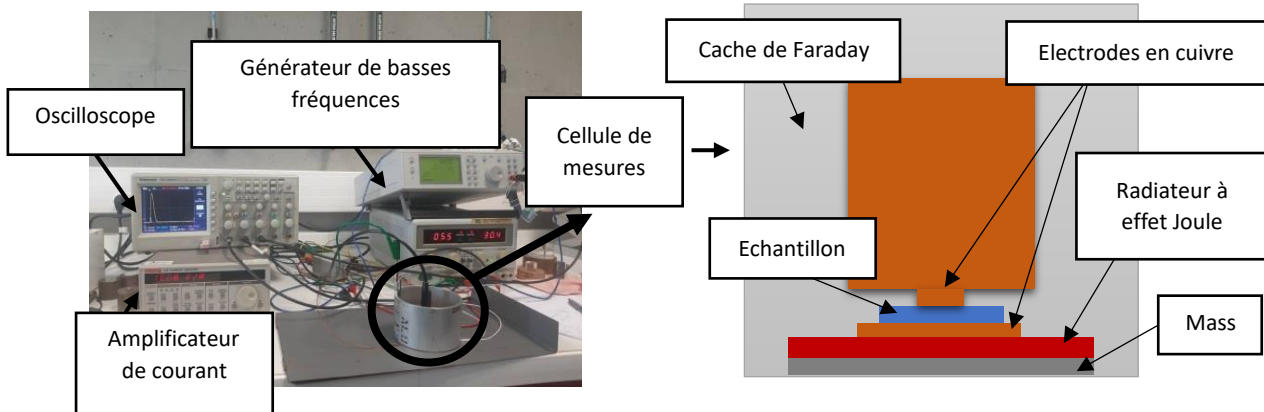 Oscilloscope
Générateur de basses
fréquences
Cellule de
mesures
Amplificateur
de courant
Cache de Faraday
Electrodes en cuivre
Radiateur à
effet Joule
Echantillon
Mass
055
30.4